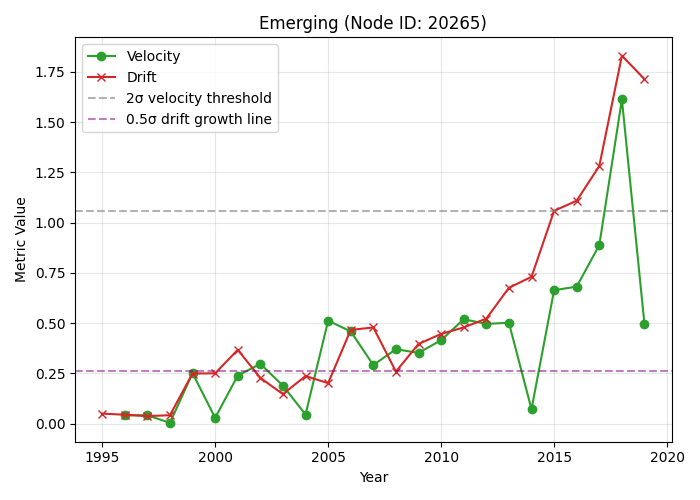 Emerging (Node ID: 20265)
Velocity
Drift
2σ velocity threshold
0.5σ drift growth line
Metric Value
1.75
1.50
1.25
1.00
0.75
0.50
0.25
0.00
1995 2000 2005 2010 2015 2020
Year